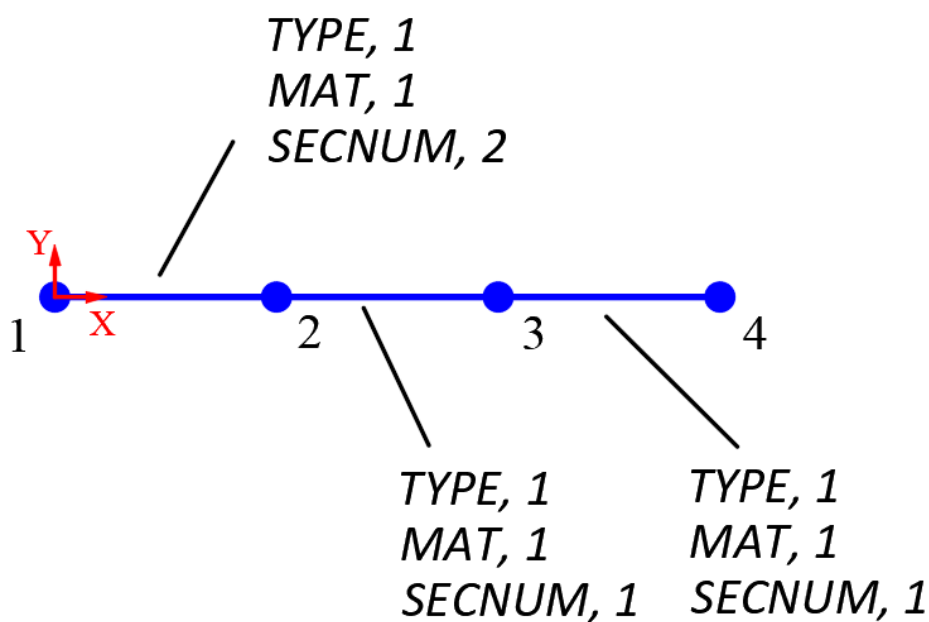 TYPE, 1
MAT, 1
SECNUM, 2
Y
X
1
2
3
4
TYPE, 1
MAT, 1
SECNUM, 1
TYPE, 1
MAT, 1
SECNUM, 1